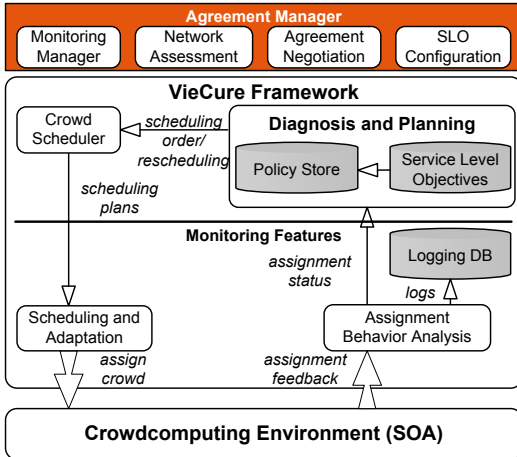 Agreement Manager
Monitoring
Manager
Network
Assessment
Agreement
Negotiation
SLO
Configuration
VieCure Framework
Crowd
Scheduler
scheduling
order/
rescheduling
Diagnosis and Planning
Policy Store
Service Level
Objectives
scheduling
plans
Monitoring Features
assignment
status
Logging DB
logs
Scheduling and
Adaptation
Assignment
Behavior Analysis
assign
crowd
assignment
feedback
Crowdcomputing Environment (SOA)